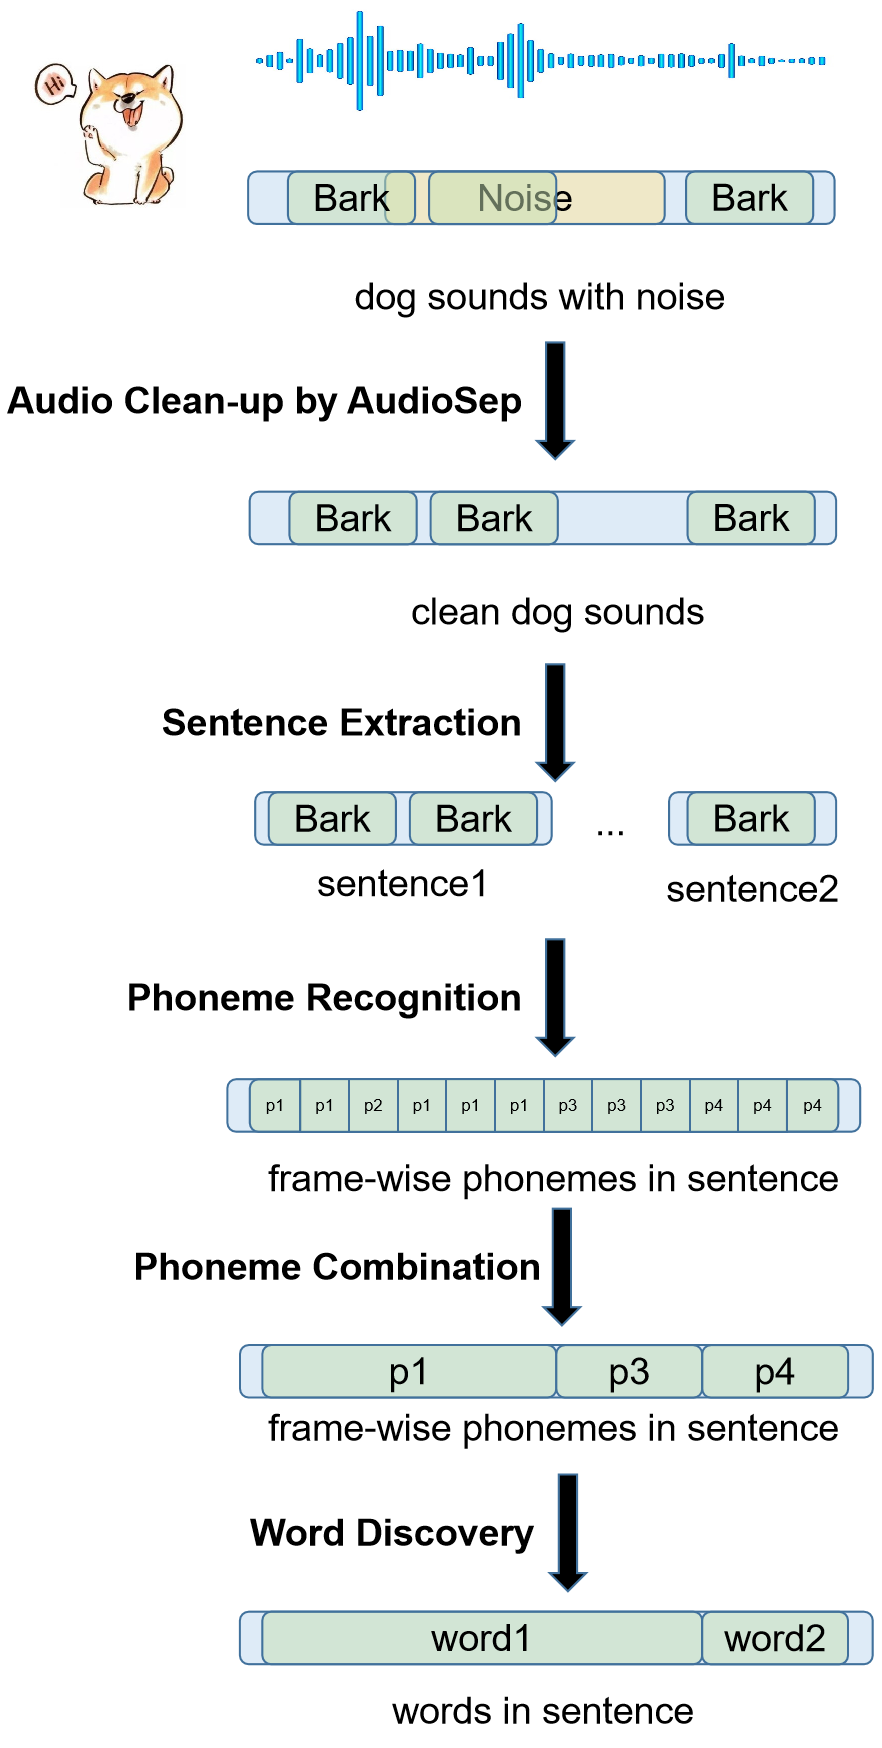 Hi
Bark Noise Bark
dog sounds with noise
Audio Clean-up by AudioSep
Bark Bark Bark
clean dog sounds
Sentence Extraction
Bark Bark ... Bark
sentence1 sentence2
Phoneme Recognition
p1 p1 p2 p1 p1 p1 p3 p3 p3 p4 p4 p4
frame-wise phonemes in sentence
Phoneme Combination
p1 p3 p4
frame-wise phonemes in sentence
Word Discovery
word1 word2
words in sentence